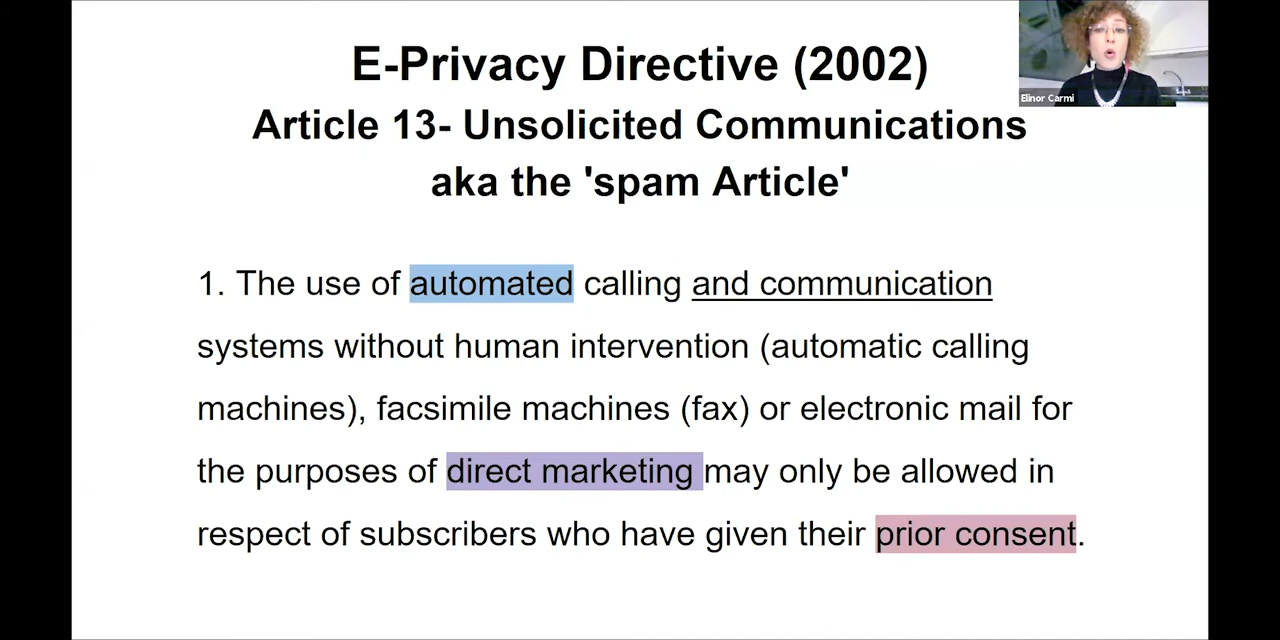 E-Privacy Directive (2002)
Article 13- Unsolicited Communications
aka the 'spam Article'
Elinor Carmi
1. The use of automated calling and communication
systems without human intervention (automatic calling
machines), facsimile machines (fax) or electronic mail for
the purposes of direct marketing may only be allowed in
respect of subscribers who have given their prior consent.